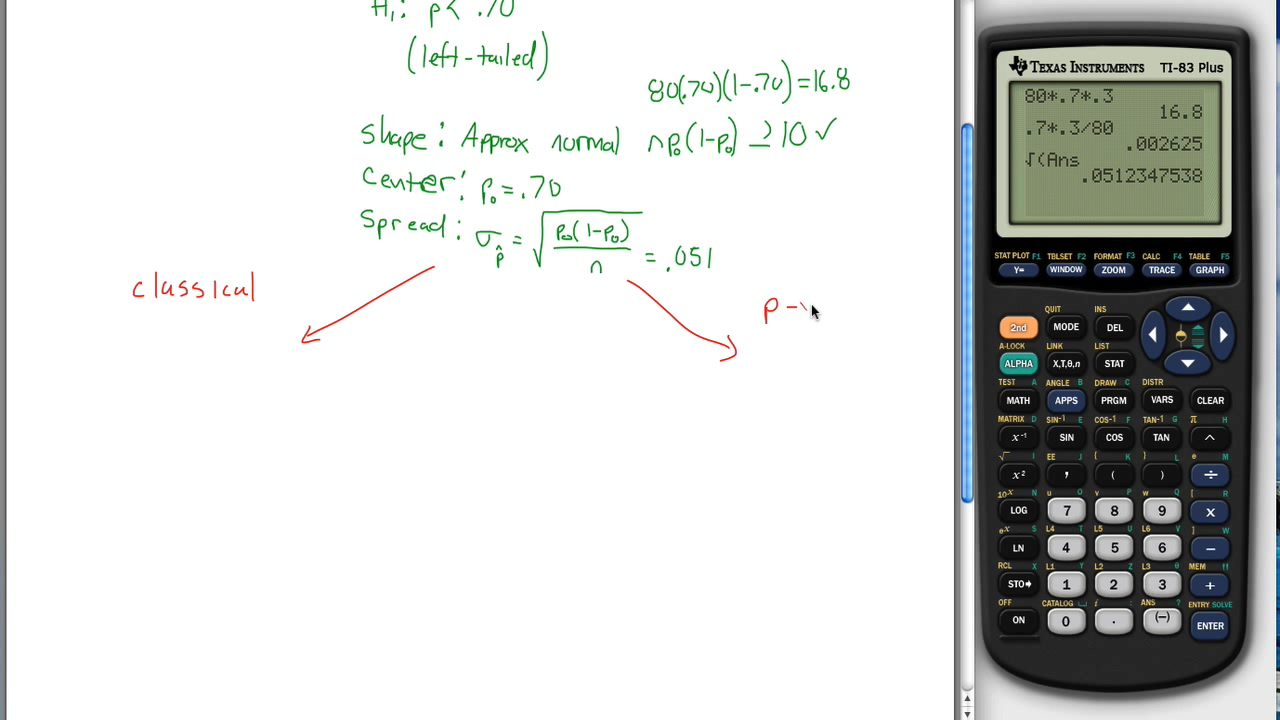 H₁: p < .70
(left-tailed)
80(.70)(1-.70)=16.8
Shape: Approx normal np₀(1-p₀) ≥ 10 ✓
Center: p₀ = .70
Spread: σp̂ = √(p₀(1-p₀)/n) = .051
classical
p-v
TEXAS INSTRUMENTS TI-83 Plus
80*.7*.3
16.8
.7*.3/80
.002625
√(Ans
.0512347538
STAT PLOT F1 TBLSET F2 FORMAT F3 CALC F4 TABLE F5
Y= WINDOW ZOOM TRACE GRAPH
QUIT INS
2nd MODE DEL
A-LOCK LINK LIST
ALPHA X,T,θ,n STAT
TEST A ANGLE B DRAW C DISTR
MATH APPS PRGM VARS CLEAR
MATRIX D SIN⁻¹ E COS⁻¹ F TAN⁻¹ G π H
x⁻¹ SIN COS TAN ^
√ I EE J { K } L e M
x² , ( ) ÷
10ˣ N u O v P w Q [ R
LOG 7 8 9 x
eˣ S L4 T L5 U L6 V ] W
LN 4 5 6 −
RCL X L1 Y L2 Z L3 θ MEM "
STO→ 1 2 3 +
OFF CATALOG i : ANS ? ENTRY SOLVE
ON 0 . (−) ENTER